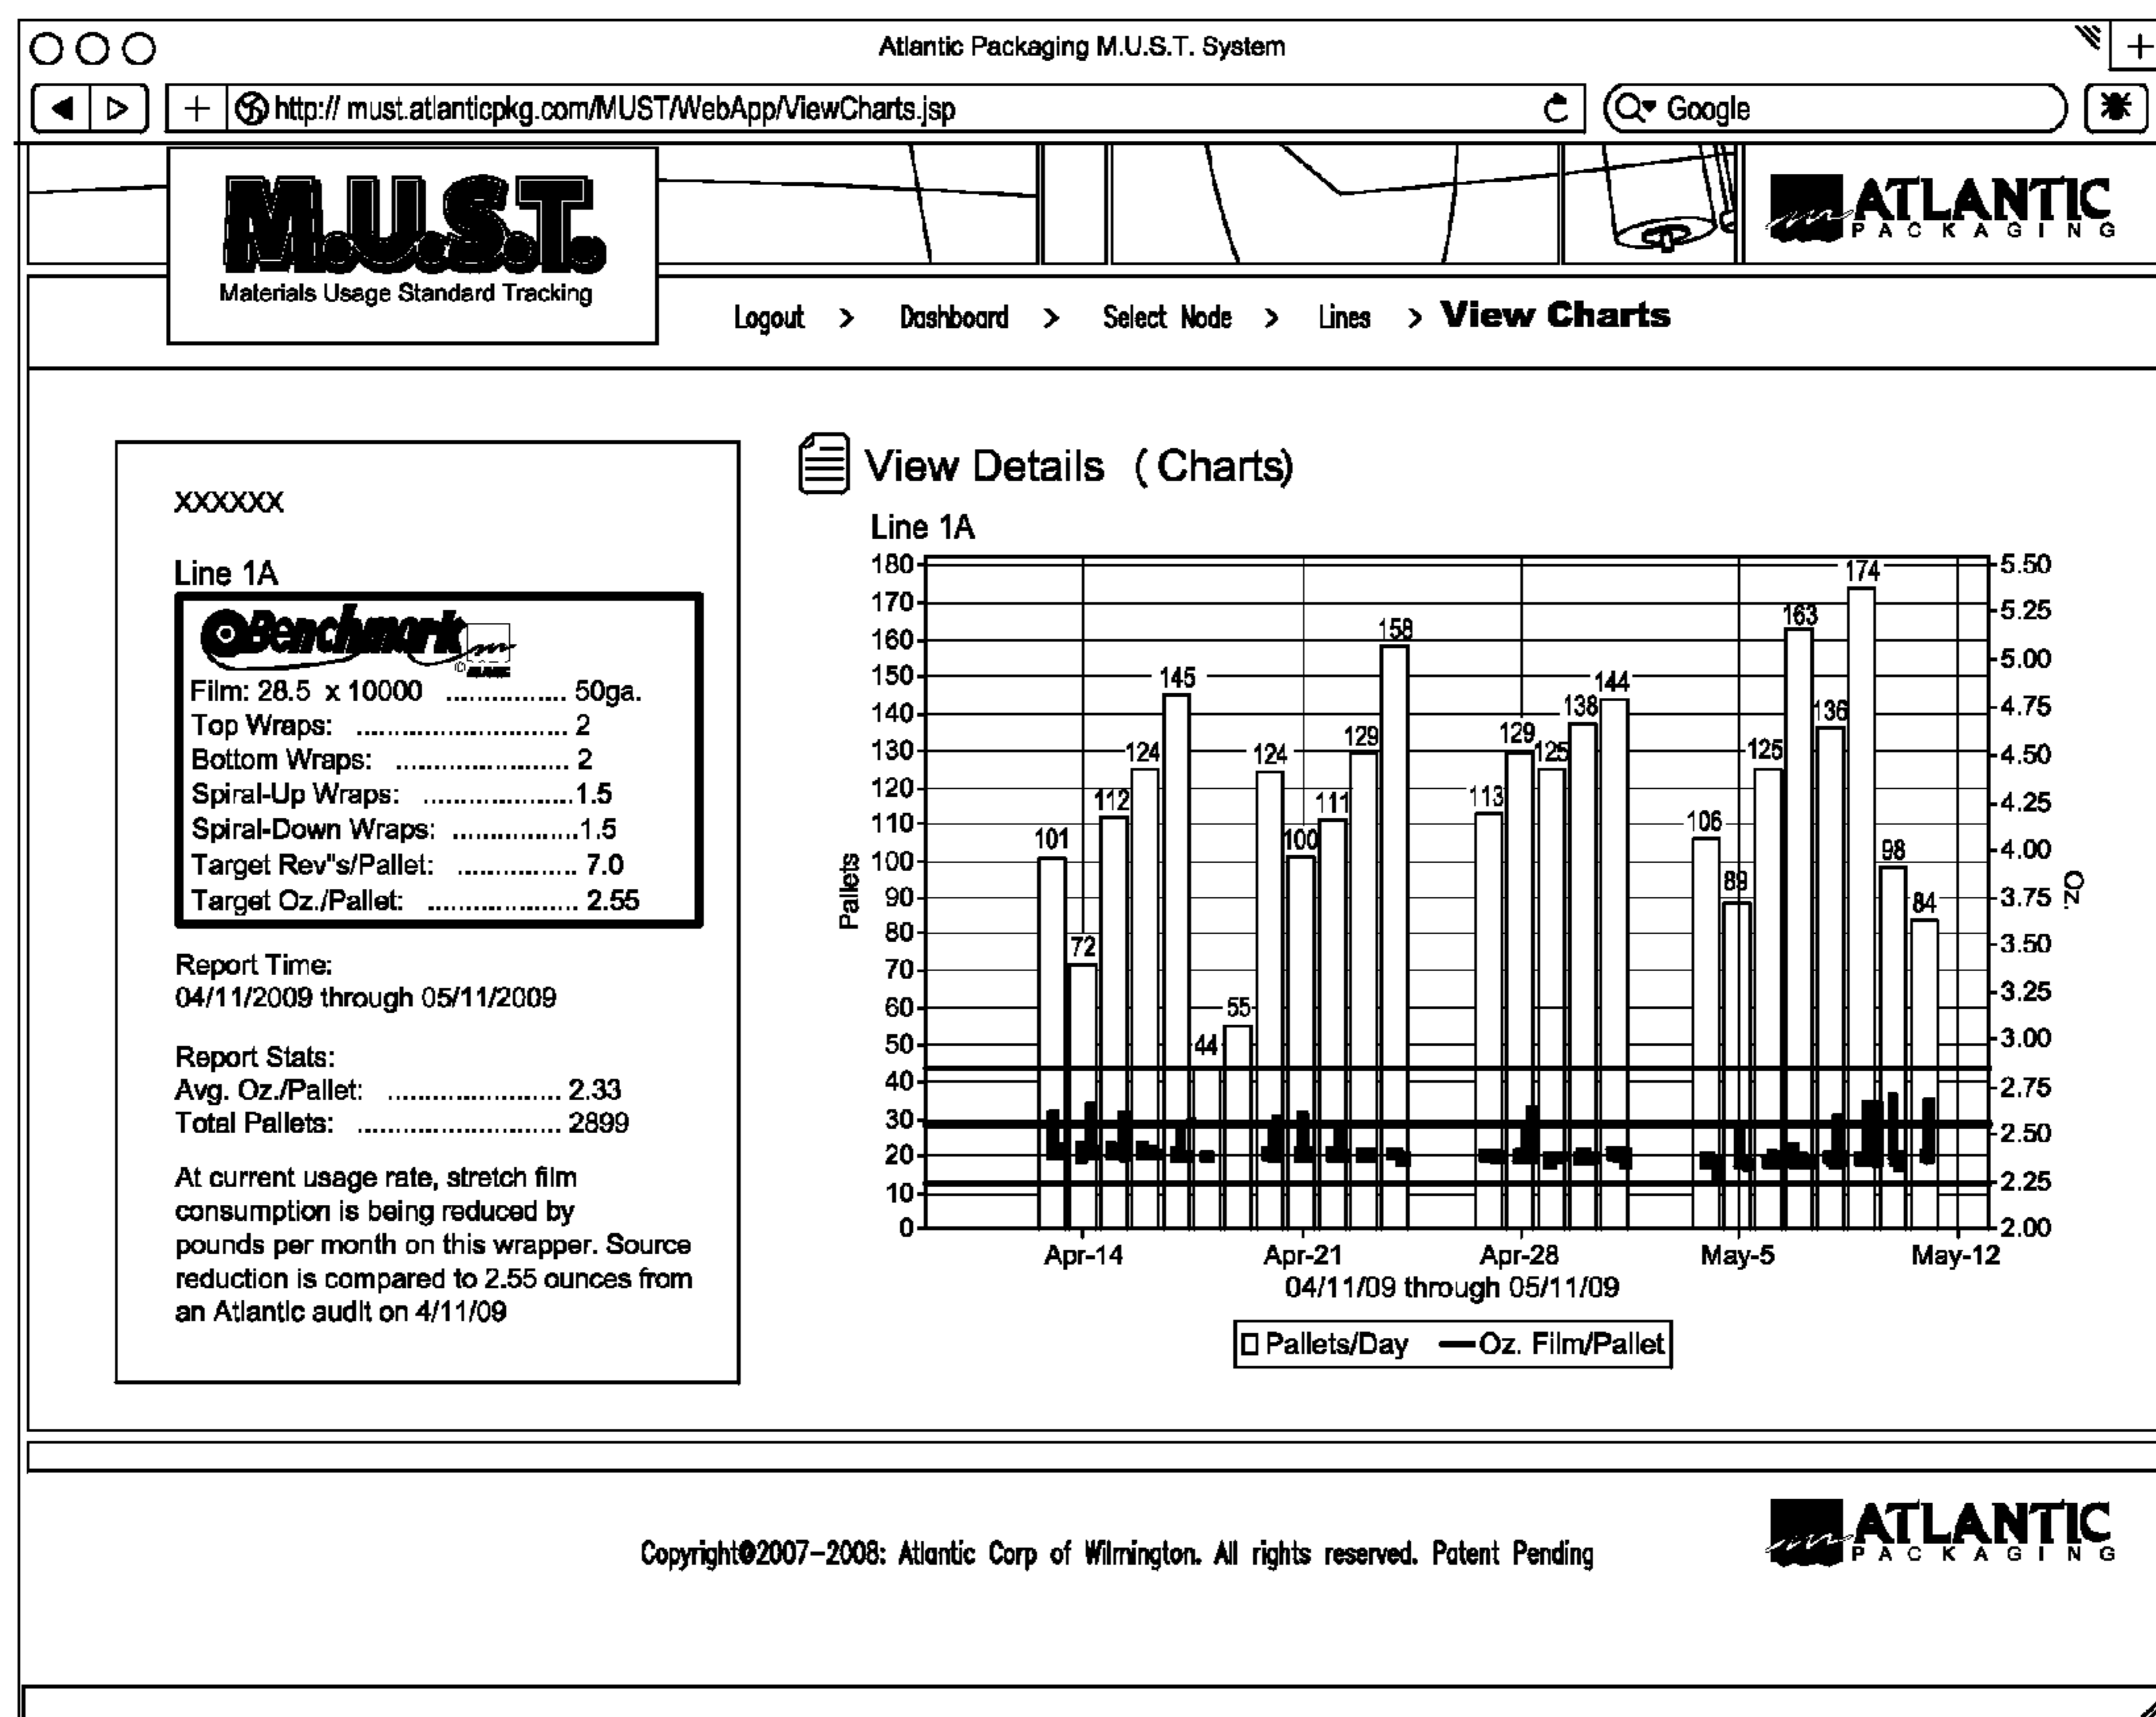 Atlantic Packaging M.U.S.T. System
+
+ http:// must.atlanticpkg.com/MUST/WebApp/ViewCharts.jsp
Google
M.U.S.T.
Materials Usage Standard Tracking
ATLANTIC
PACKAGING
Logout > Dashboard > Select Node > Lines > View Charts
XXXXXX
Line 1A
Benchmark
© ATLANTIC
Film: 28.5 x 10000 ................ 50ga.
Top Wraps: ............................ 2
Bottom Wraps: ....................... 2
Spiral-Up Wraps: ....................1.5
Spiral-Down Wraps: .................1.5
Target Rev"s/Pallet: ................ 7.0
Target Oz./Pallet: .................... 2.55
Report Time:
04/11/2009 through 05/11/2009
Report Stats:
Avg. Oz./Pallet: ....................... 2.33
Total Pallets: ........................... 2899
At current usage rate, stretch film
consumption is being reduced by
pounds per month on this wrapper. Source
reduction is compared to 2.55 ounces from
an Atlantic audit on 4/11/09
View Details (Charts)
Line 1A
180
170
160
150
140
130
120
110
100
90
80
70
60
50
40
30
20
10
0
Pallets
101
72
112
124
145
44
55
124
100
111
129
158
113
129
125
138
144
106
89
125
163
136
174
98
84
5.50
5.25
5.00
4.75
4.50
4.25
4.00
3.75
3.50
3.25
3.00
2.75
2.50
2.25
2.00
Oz.
Apr-14 Apr-21 Apr-28 May-5 May-12
04/11/09 through 05/11/09
Pallets/Day Oz. Film/Pallet
Copyright©2007-2008: Atlantic Corp of Wilmington. All rights reserved. Patent Pending
ATLANTIC
PACKAGING